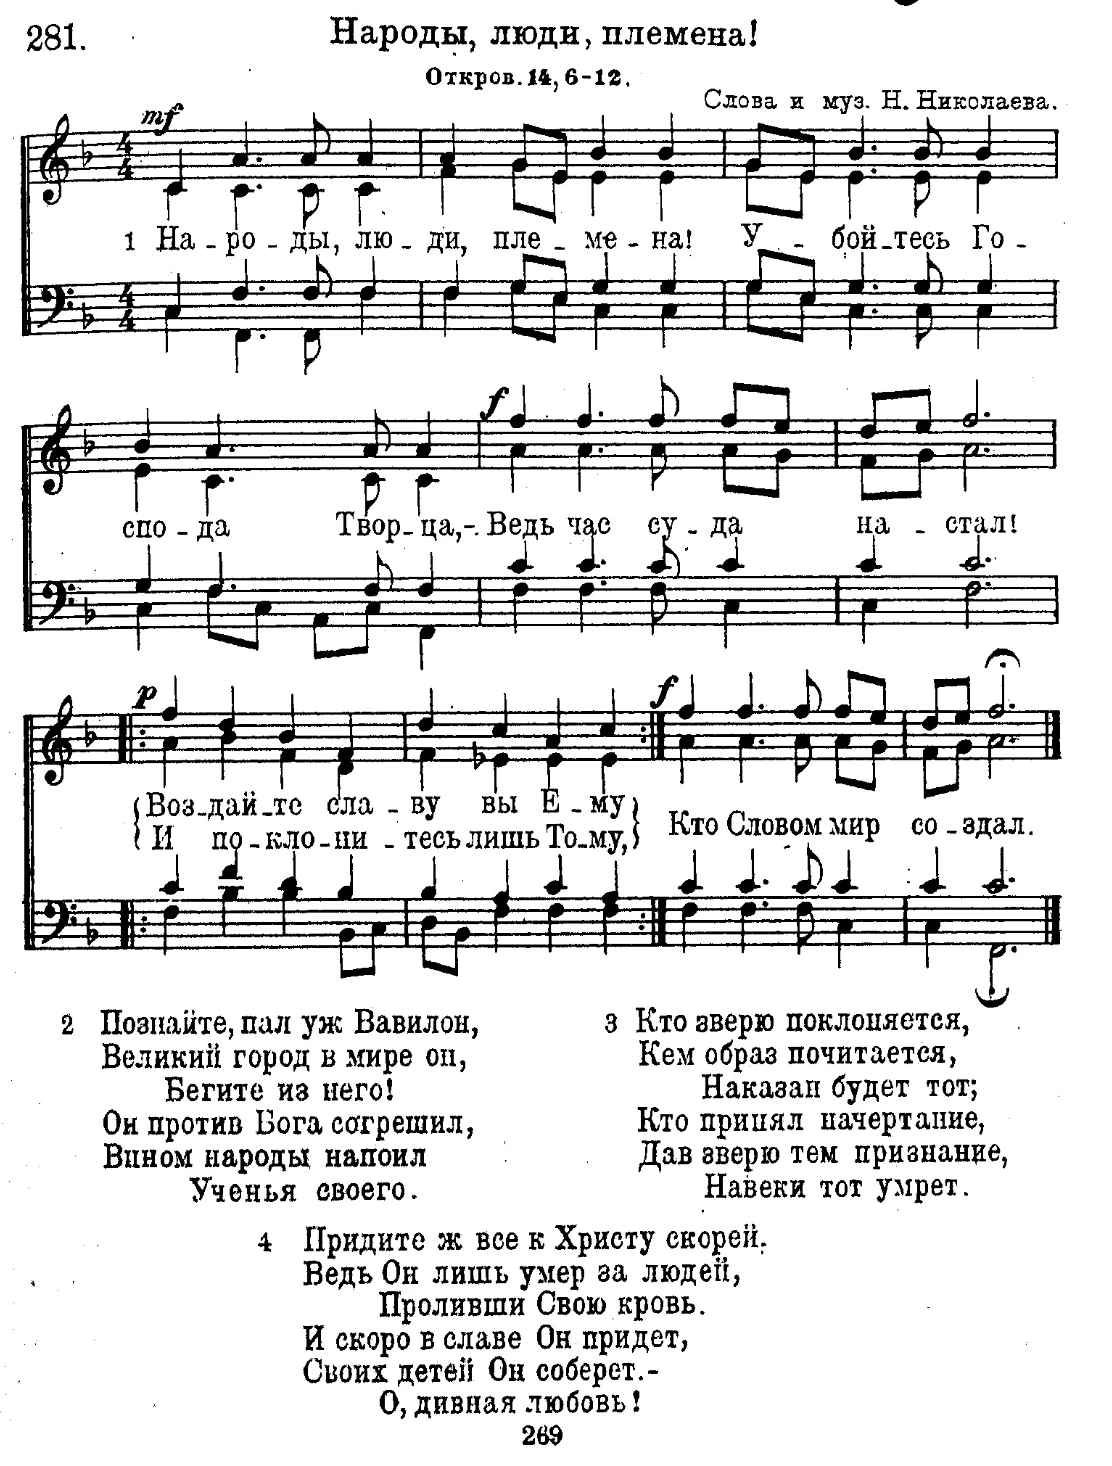 281.
Народы, люди, племена!
Откров. 14, 6-12.
Слова и муз. Н. Николаева.
mf
1 На - ро - ды, лю - ди, пле - ме - на! У - бой - тесь Го -
f
спо - да Твор - ца, - Ведь час су - да на - стал!
p f
Воз - дай - те сла - ву вы Е - му
И по - кло - ни - тесь лишь То - му, Кто Словом мир со - здал.
2 Познайте, пал уж Вавилон,
Великий город в мире он,
Бегите из него!
Он против Бога согрешил,
Вином народы напоил
Ученья своего.
3 Кто зверю поклоняется,
Кем образ почитается,
Наказан будет тот;
Кто принял начертание,
Дав зверю тем признание,
Навеки тот умрет.
4 Придите ж все к Христу скорей.
Ведь Он лишь умер за людей,
Проливши Свою кровь.
И скоро в славе Он придет,
Своих детей Он соберет.-
О, дивная любовь!
269